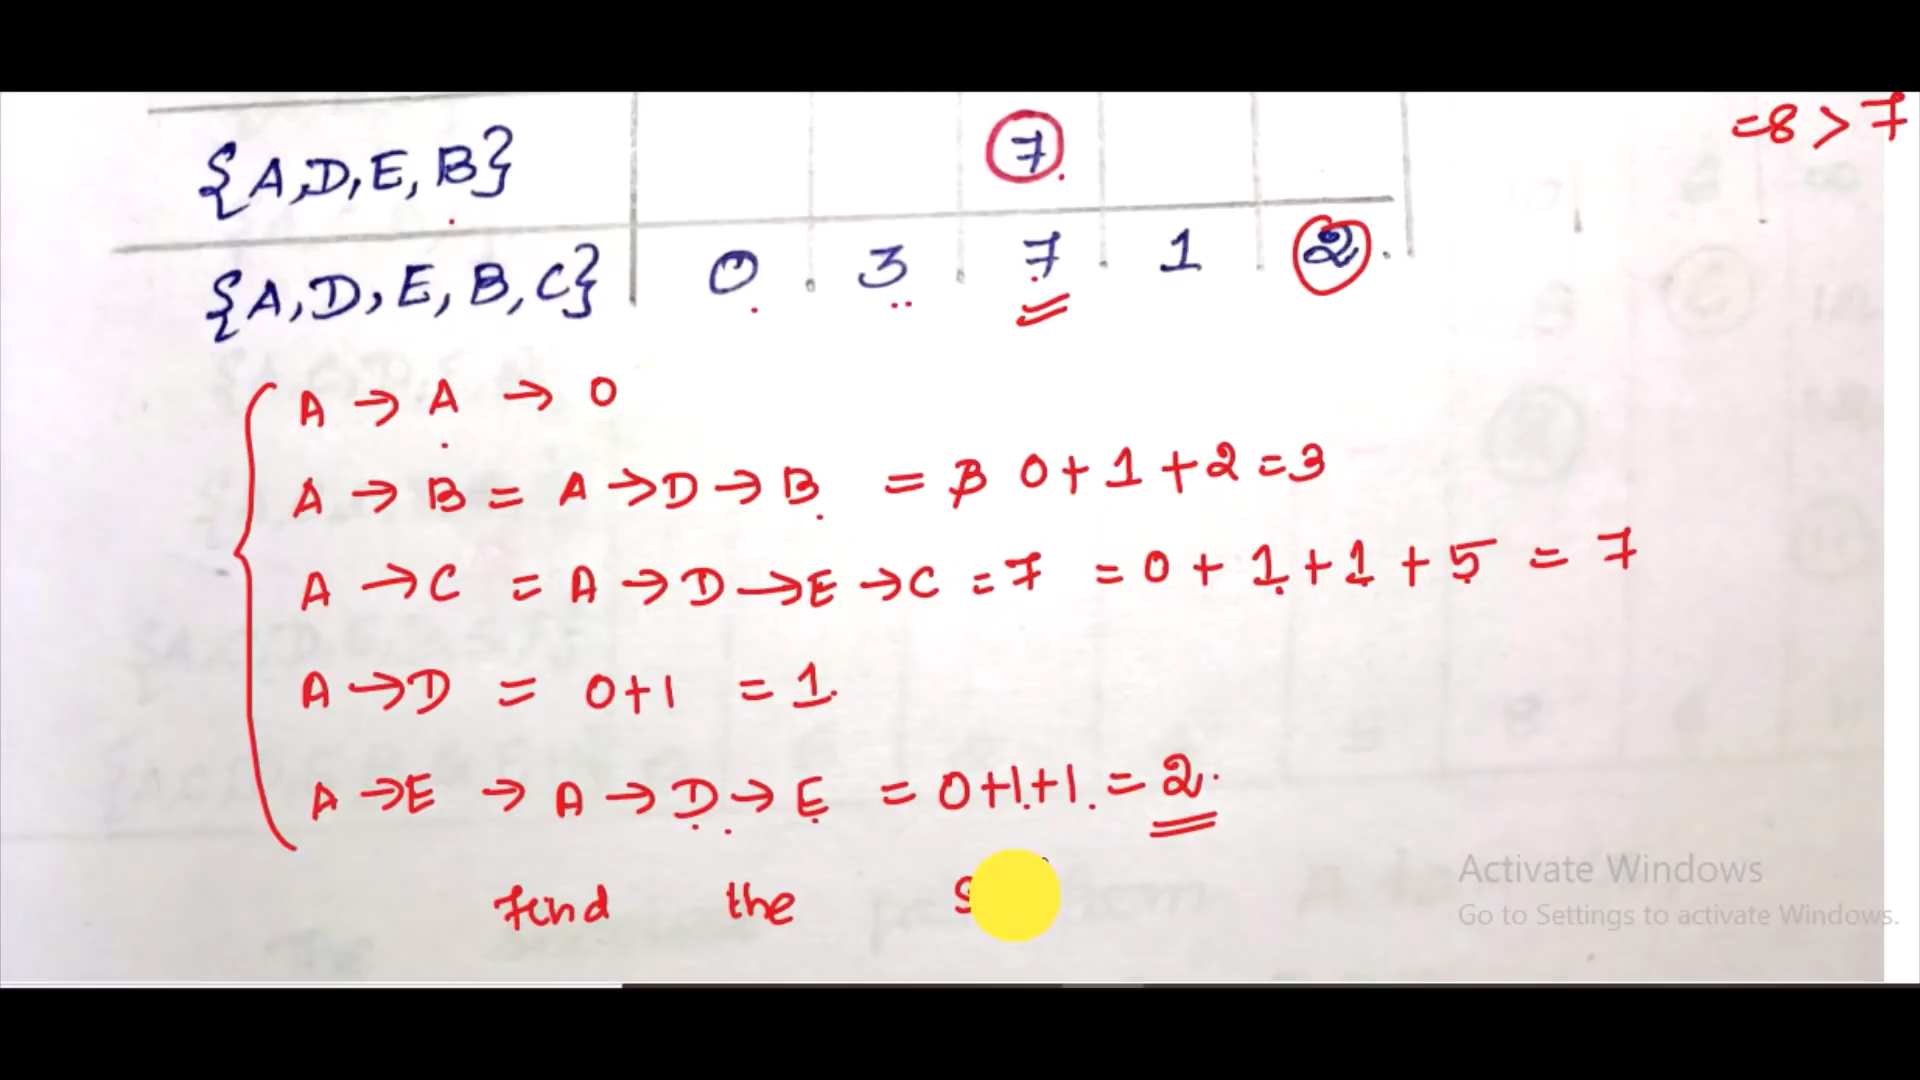 =8 > 7
{A,D,E,B} 7
{A,D,E,B,C} 0 3 7 1 2
A → A → 0
A → B = A → D → B = B 0+1+2=3
A → C = A → D → E → C = 7 = 0+1+1+5 = 7
A → D = 0+1 = 1.
A → E → A → D → E = 0+1+1 = 2.
find the S
Activate Windows
Go to Settings to activate Windows.